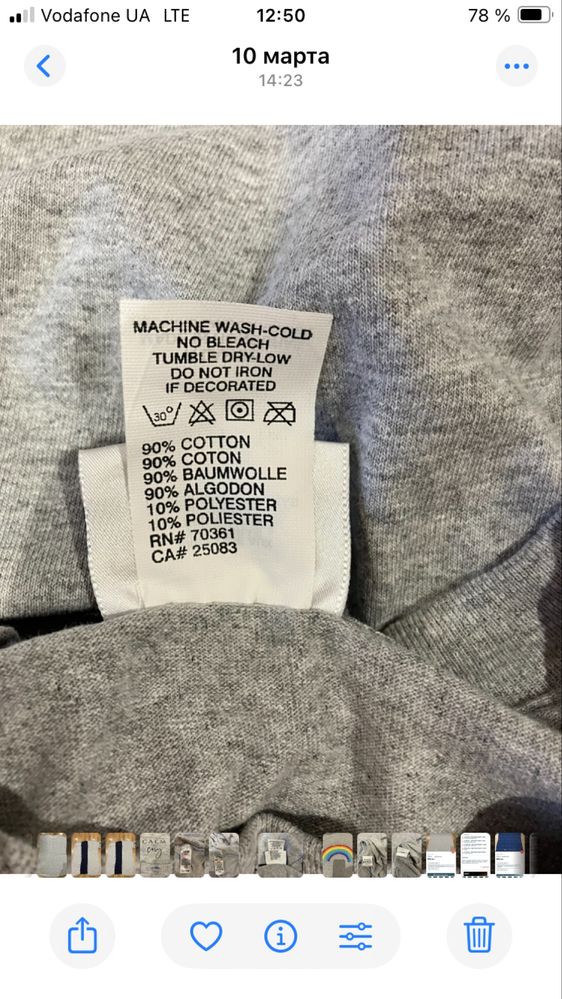 Vodafone UA LTE 12:50 78 %
10 марта
14:23
MACHINE WASH-COLD
NO BLEACH
TUMBLE DRY-LOW
DO NOT IRON
IF DECORATED
30°
90% COTTON
90% COTON
90% BAUMWOLLE
90% ALGODON
10% POLYESTER
10% POLIESTER
RN# 70361
CA# 25083
CALM